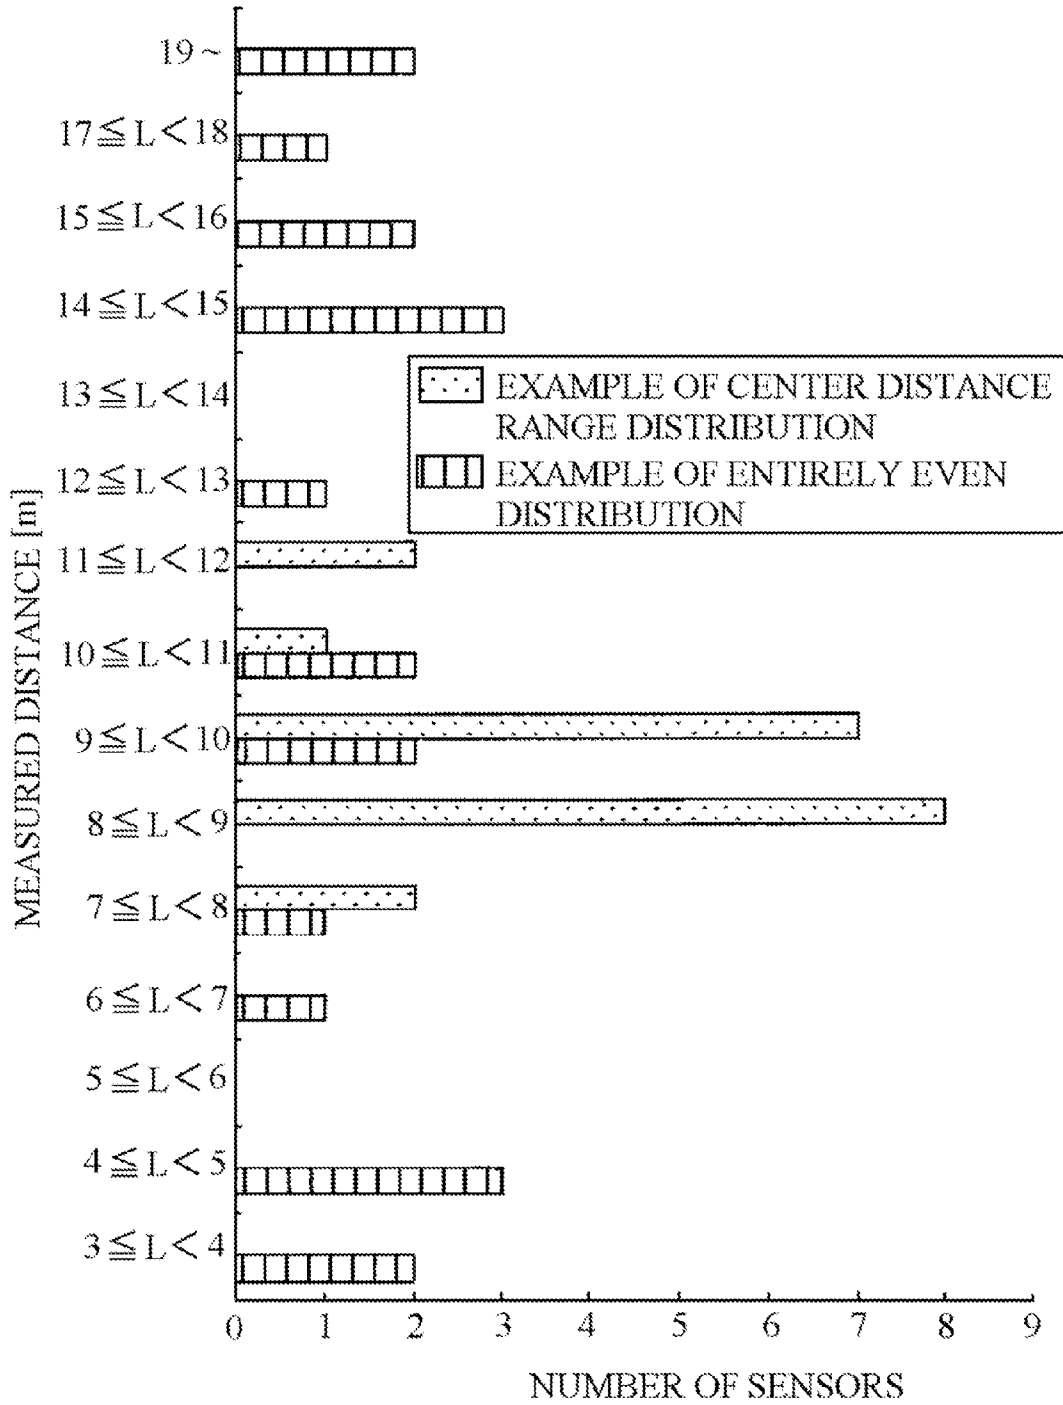 19 ~
17 ≦ L < 18
15 ≦ L < 16
14 ≦ L < 15
13 ≦ L < 14
12 ≦ L < 13
11 ≦ L < 12
10 ≦ L < 11
9 ≦ L < 10
8 ≦ L < 9
7 ≦ L < 8
6 ≦ L < 7
5 ≦ L < 6
4 ≦ L < 5
3 ≦ L < 4
MEASURED DISTANCE [m]
EXAMPLE OF CENTER DISTANCE
RANGE DISTRIBUTION
EXAMPLE OF ENTIRELY EVEN
DISTRIBUTION
0 1 2 3 4 5 6 7 8 9
NUMBER OF SENSORS